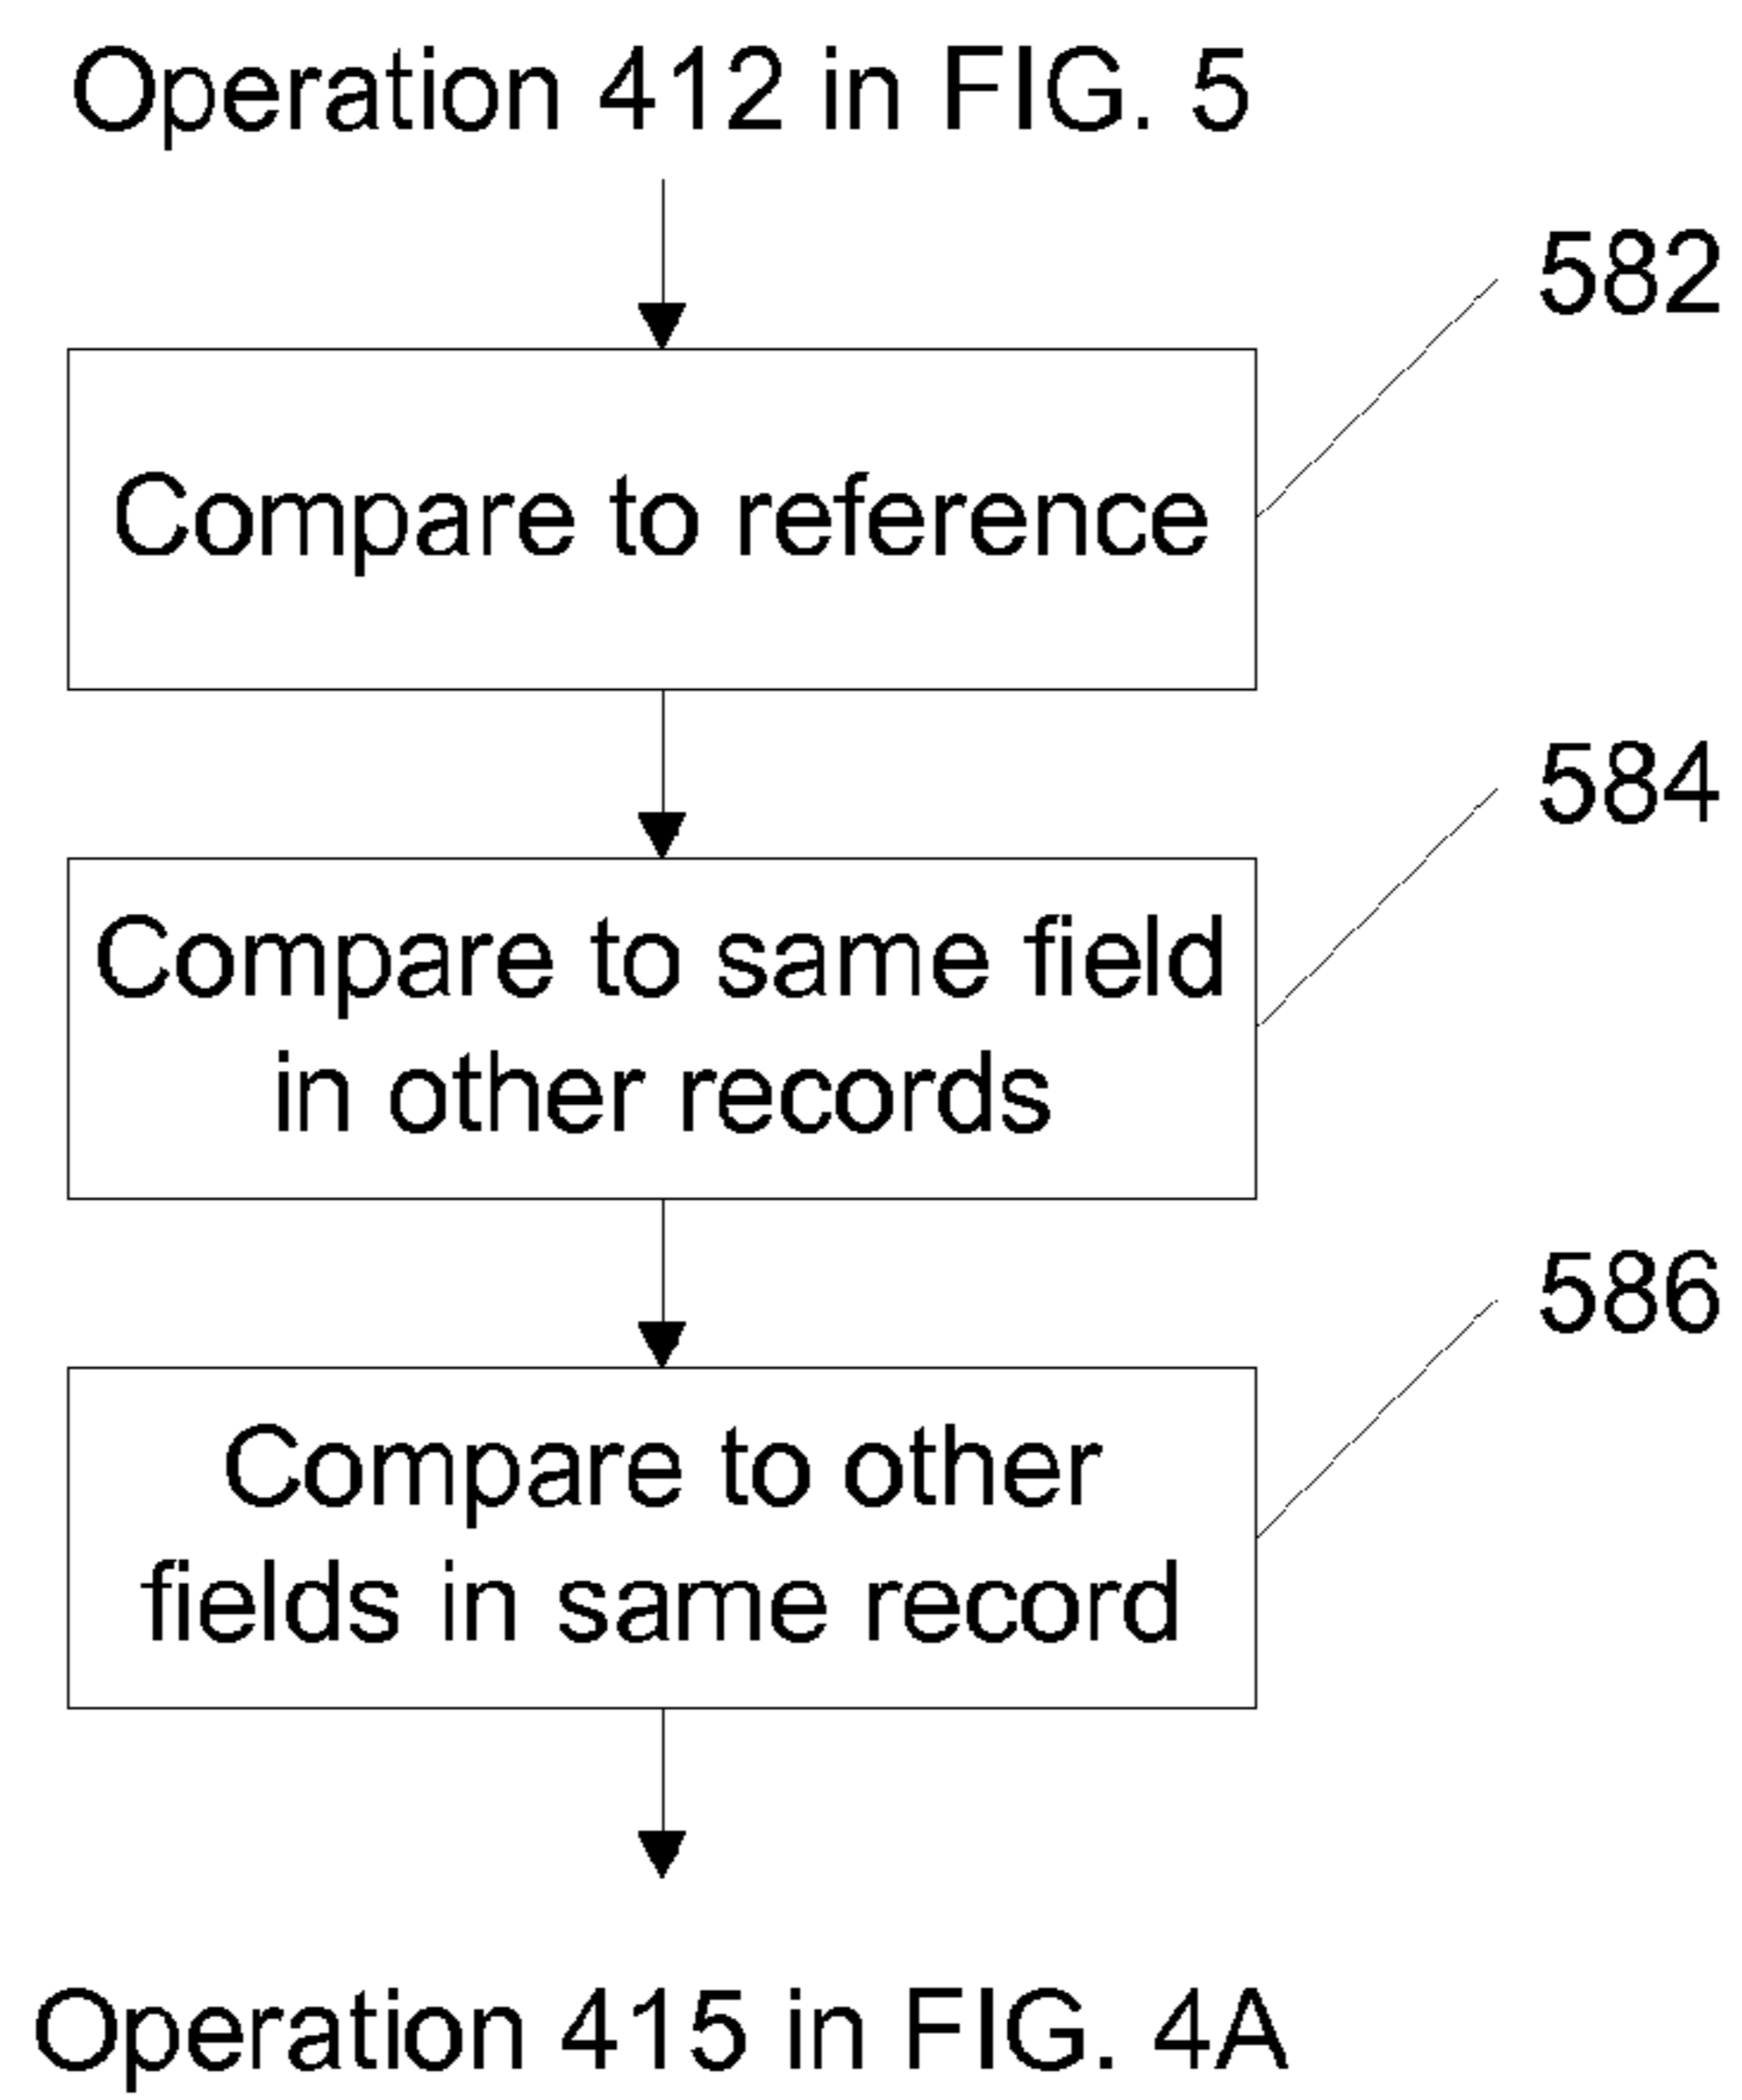 Operation 412 in FIG. 5
582
Compare to reference
584
Compare to same field
in other records
586
Compare to other
fields in same record
Operation 415 in FIG. 4A